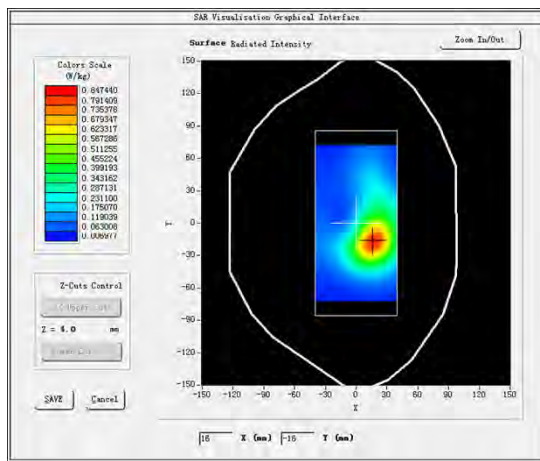 SAR Visualisation Graphical Interface
Surface Radiated Intensity
Zoom In/Out
Colors Scale
(W/kg)
0.847440
0.791409
0.735378
0.679347
0.623317
0.567286
0.511255
0.455224
0.399193
0.343162
0.287131
0.231100
0.175070
0.119039
0.063008
0.006977
Z-Cuts Control
Z = 4.0 mm
SAVE
Cancel
150
120
90
60
30
0
-30
-60
-90
-120
-150
Y
-150 -120 -90 -60 -30 0 30 60 90 120 150
X
16 X (mm) -16 Y (mm)